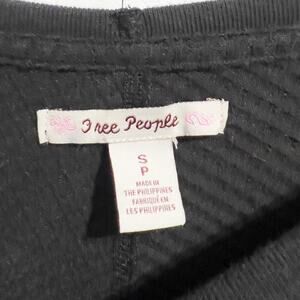 Free People
S
P
MADE IN
THE PHILIPPINES
FABRIQUÉ EN
LES PHILIPPINES